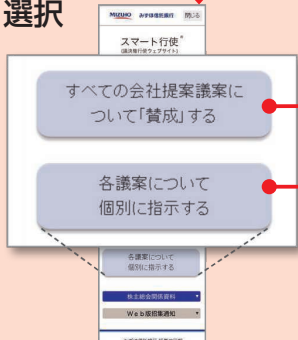 選択
MIZUHO みずほ信託銀行 閉じる
スマート行使®
(議決権行使ウェブサイト)
すべての会社提案議案に
ついて「賛成」する
各議案について
個別に指示する
各議案について
個別に指示する
株主総会関係資料
Web版招集通知